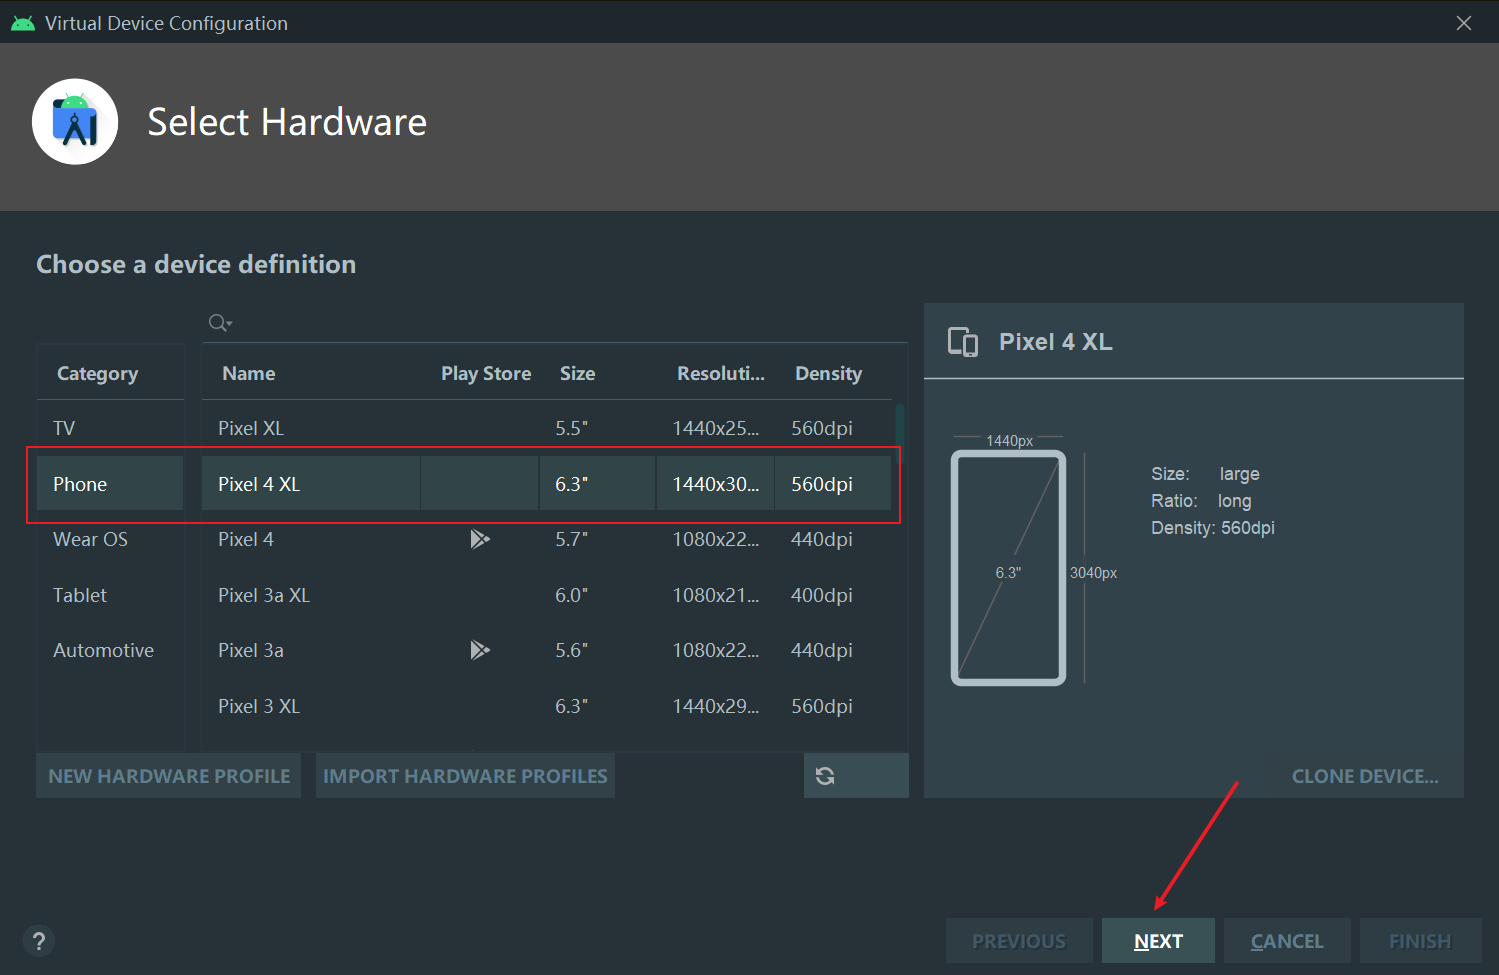 Virtual Device Configuration
Select Hardware
Choose a device definition
Category Name Play Store Size Resoluti... Density
TV Pixel XL 5.5" 1440x25... 560dpi
Phone Pixel 4 XL 6.3" 1440x30... 560dpi
Wear OS Pixel 4 5.7" 1080x22... 440dpi
Tablet Pixel 3a XL 6.0" 1080x21... 400dpi
Automotive Pixel 3a 5.6" 1080x22... 440dpi
Pixel 3 XL 6.3" 1440x29... 560dpi
NEW HARDWARE PROFILE IMPORT HARDWARE PROFILES
Pixel 4 XL
1440px
6.3"
3040px
Size: large
Ratio: long
Density: 560dpi
CLONE DEVICE...
?
PREVIOUS NEXT CANCEL FINISH